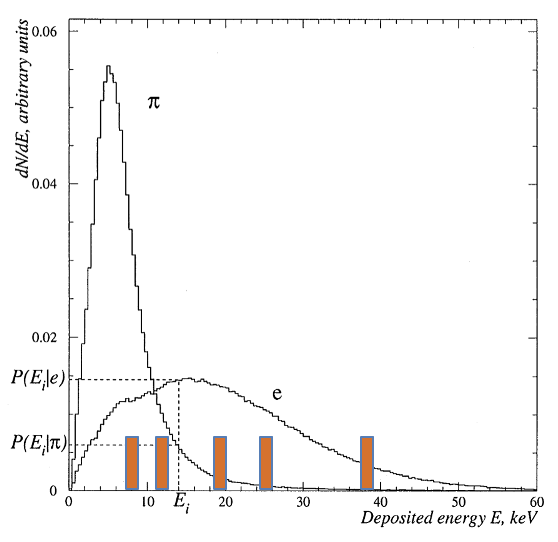 dN/dE, arbitrary units
0.06
π
0.04
0.02
P(Ei|e)
e
P(Ei|π)
0
0 10 20 30 40 50 60
Ei
Deposited energy E, keV